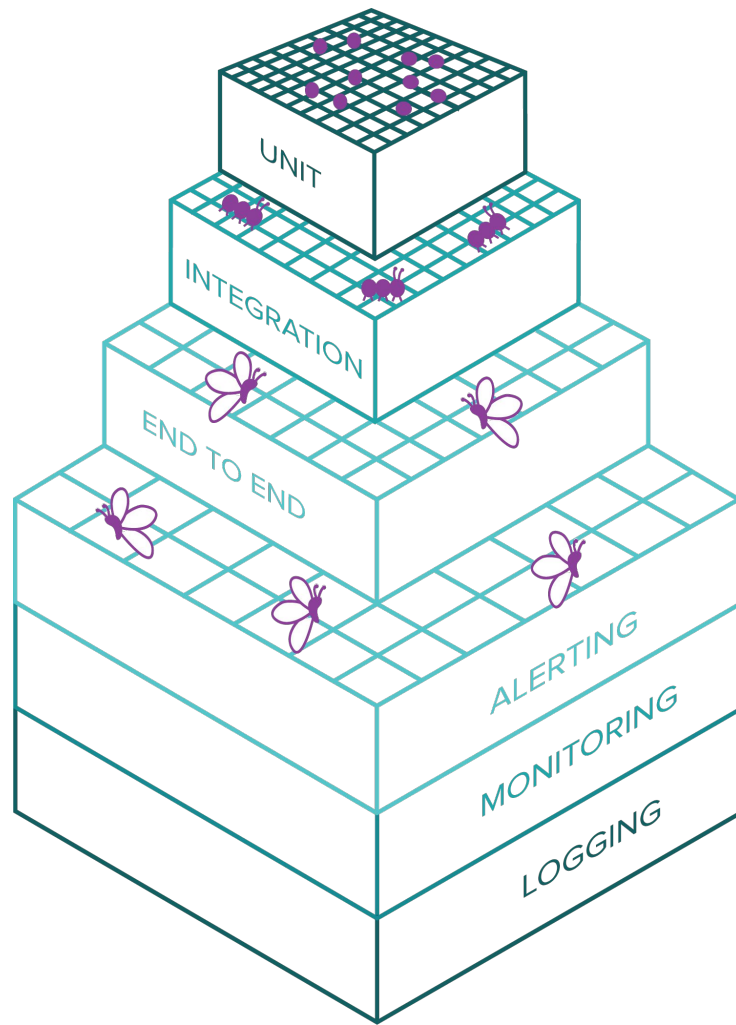 UNIT
INTEGRATION
END TO END
ALERTING
MONITORING
LOGGING